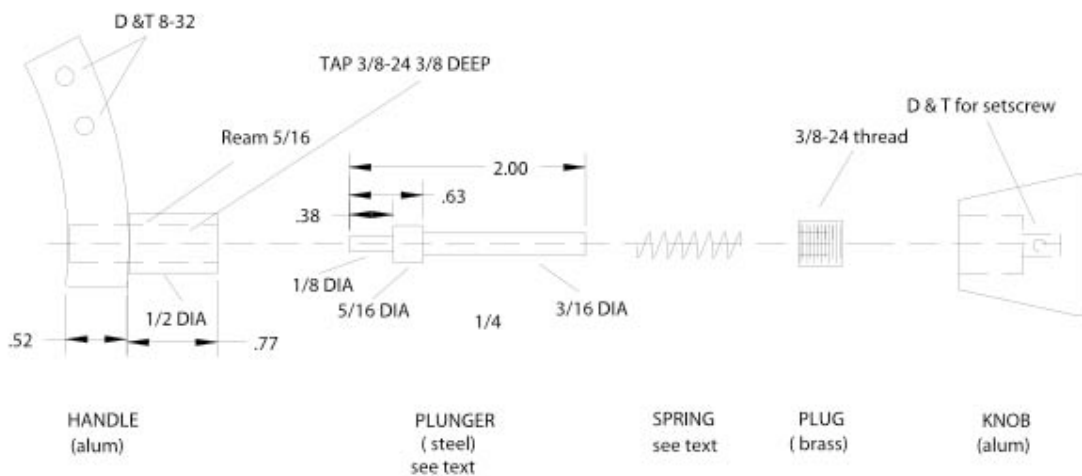 D &T 8-32
TAP 3/8-24 3/8 DEEP
D & T for setscrew
Ream 5/16
3/8-24 thread
2.00
.63
.38
1/8 DIA
5/16 DIA
1/4
3/16 DIA
1/2 DIA
.52
.77
HANDLE
(alum)
PLUNGER
( steel)
see text
SPRING
see text
PLUG
( brass)
KNOB
(alum)